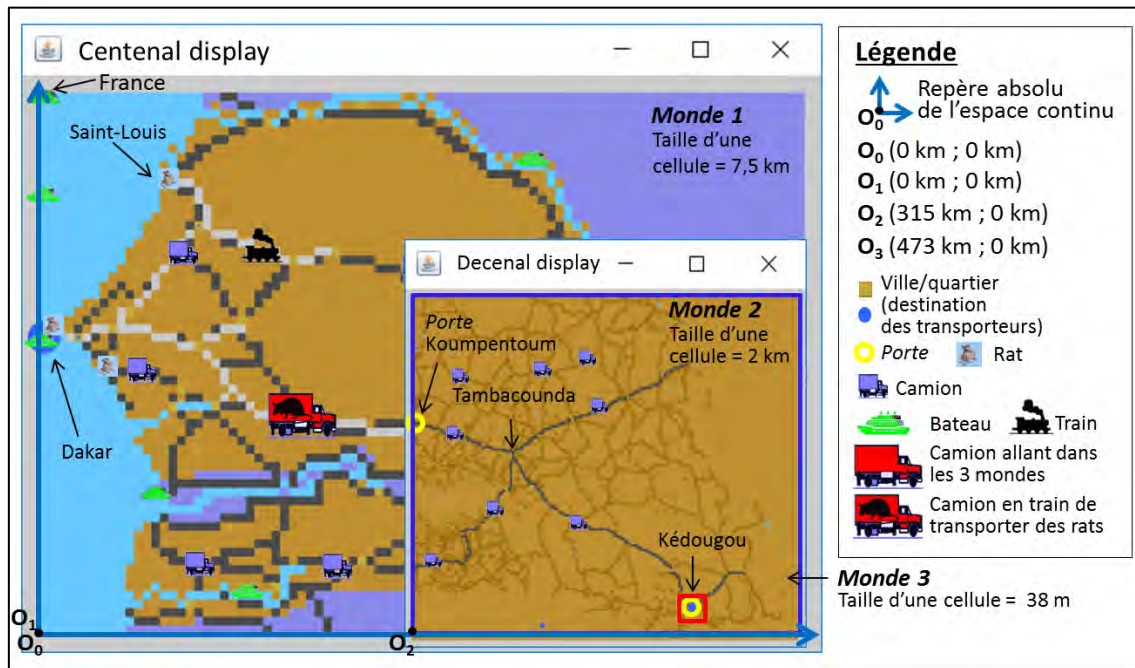 Centenal display
France
Saint-Louis
Monde 1
Taille d'une
cellule = 7,5 km
Dakar
Decenal display
Monde 2
Taille d'une
cellule = 2 km
Porte
Koumpentoum
Tambacounda
Kédougou
Monde 3
Taille d'une cellule = 38 m
O1
O0
O2
Légende
O0
Repère absolu
de l'espace continu
O0 (0 km ; 0 km)
O1 (0 km ; 0 km)
O2 (315 km ; 0 km)
O3 (473 km ; 0 km)
Ville/quartier
(destination
des transporteurs)
Porte
Rat
Camion
Bateau
Train
Camion allant dans
les 3 mondes
Camion en train de
transporter des rats